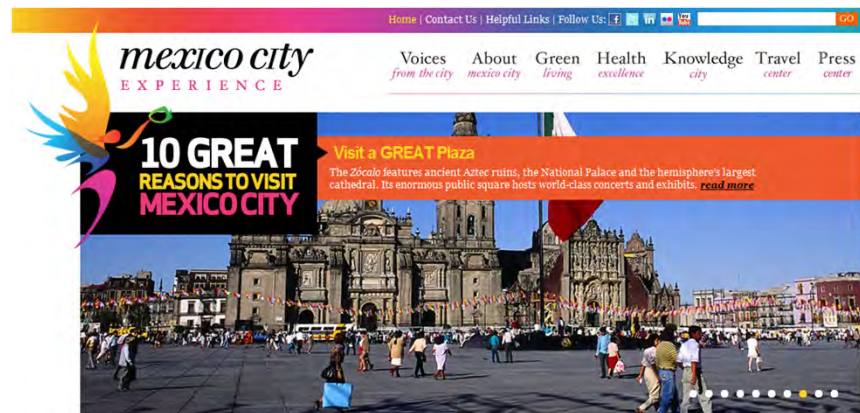 Home | Contact Us | Helpful Links | Follow Us: f in You Tube GO
mexico city
EXPERIENCE
Voices About Green Health Knowledge Travel Press
from the city mexico city living excellence city center center
10 GREAT
REASONS TO VISIT
MEXICO CITY
Visit a GREAT Plaza
The Zócalo features ancient Aztec ruins, the National Palace and the hemisphere's largest
cathedral. Its enormous public square hosts world-class concerts and exhibits. read more